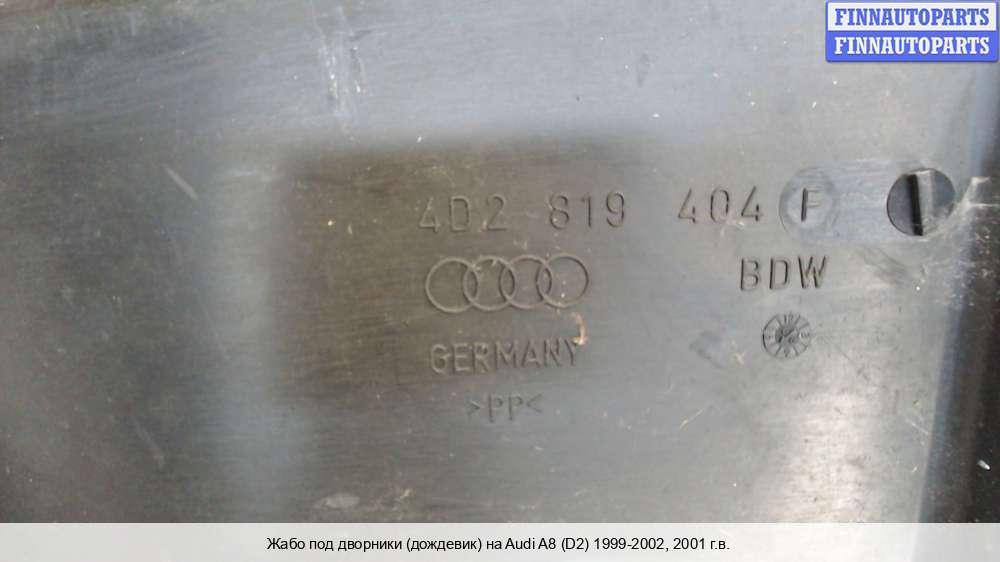 FINNAUTOPARTS
FINNAUTOPARTS
4D2 819 404 F
BDW
GERMANY
>PP<
Жабо под дворники (дождевик) на Audi A8 (D2) 1999-2002, 2001 г.в.